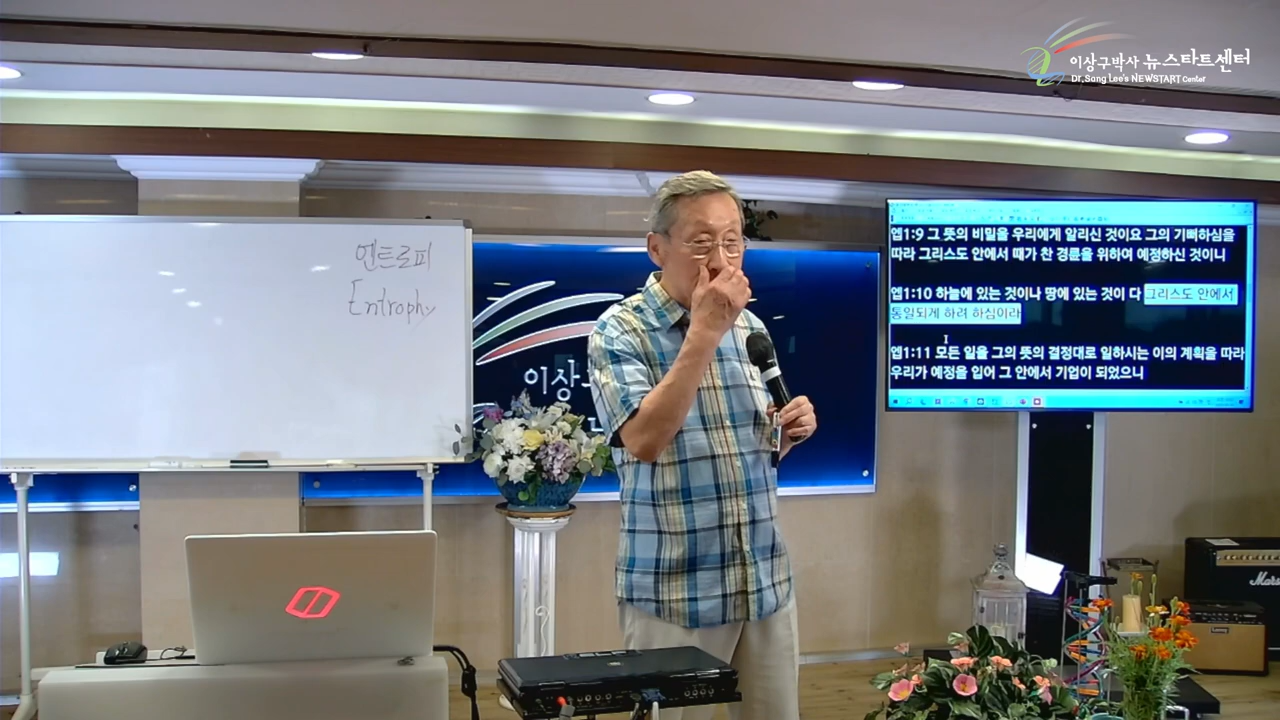 이상구박사 뉴스타트센터
Dr. Sang Lee's NEWSTART Center
엔트로피
Entrophy
이상
엡1:9 그 뜻의 비밀을 우리에게 알리신 것이요 그의 기뻐하심을
따라 그리스도 안에서 때가 찬 경륜을 위하여 예정하신 것이니
엡1:10 하늘에 있는 것이나 땅에 있는 것이 다 그리스도 안에서
통일되게 하려 하심이라
엡1:11 모든 일을 그의 뜻의 결정대로 일하시는 이의 계획을 따라
우리가 예정을 입어 그 안에서 기업이 되었으니
Laney